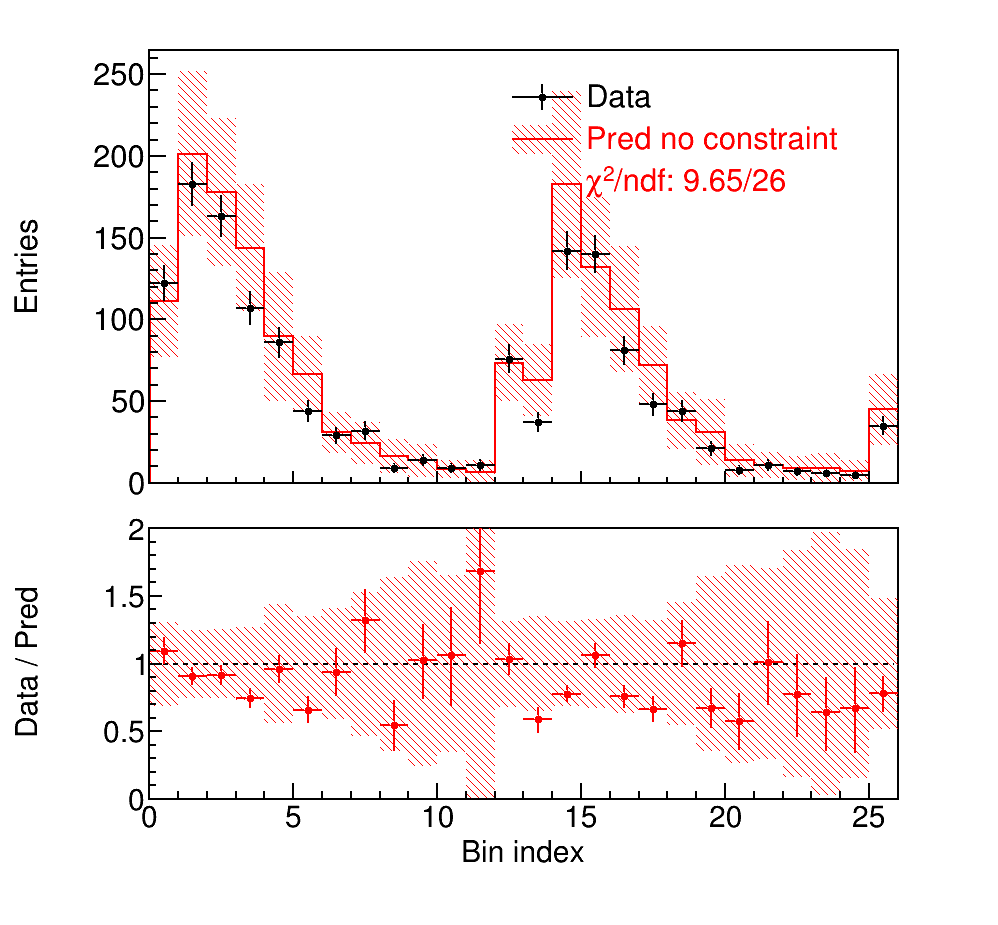 250
200
150
100
50
0
Entries
Data
Pred no constraint
χ²/ndf: 9.65/26
2
1.5
1
0.5
0
Data / Pred
0 5 10 15 20 25
Bin index